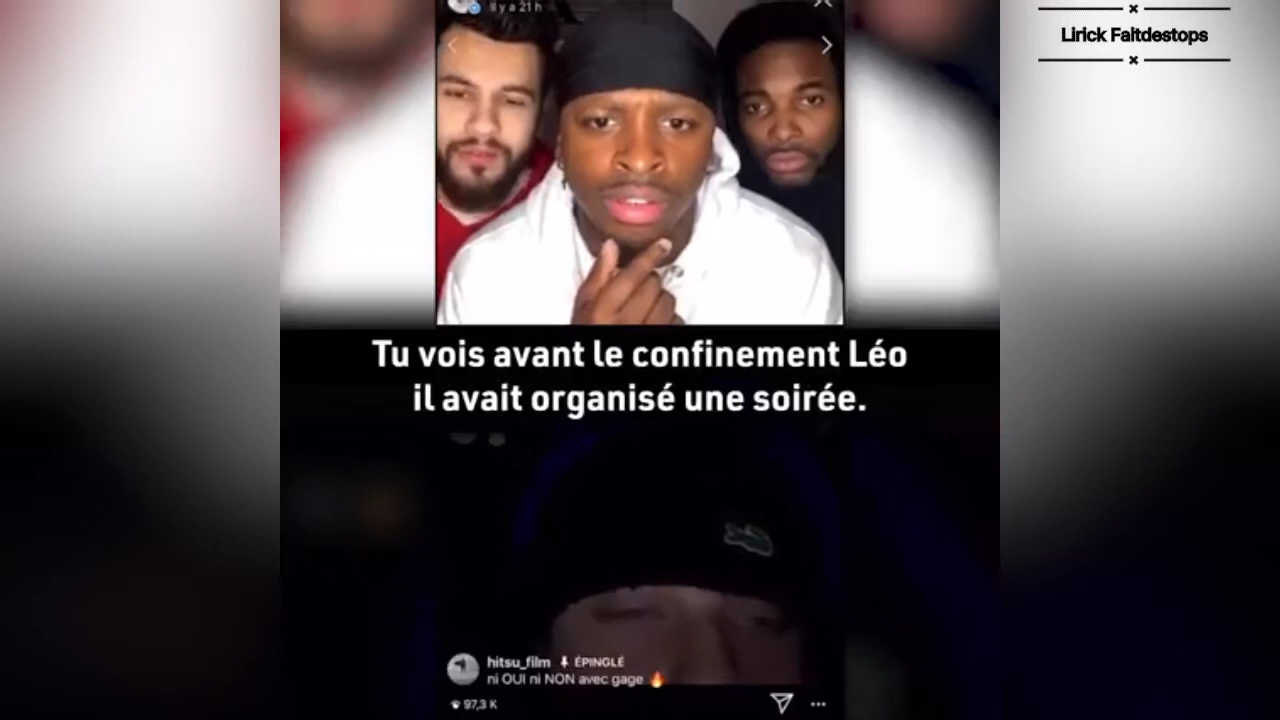 Il y a 21 h
Lirick Faitdestops
Tu vois avant le confinement Léo
il avait organisé une soirée.
hitsu_film ÉPINGLÉ
ni OUI ni NON avec gage 🔥
97,3 K